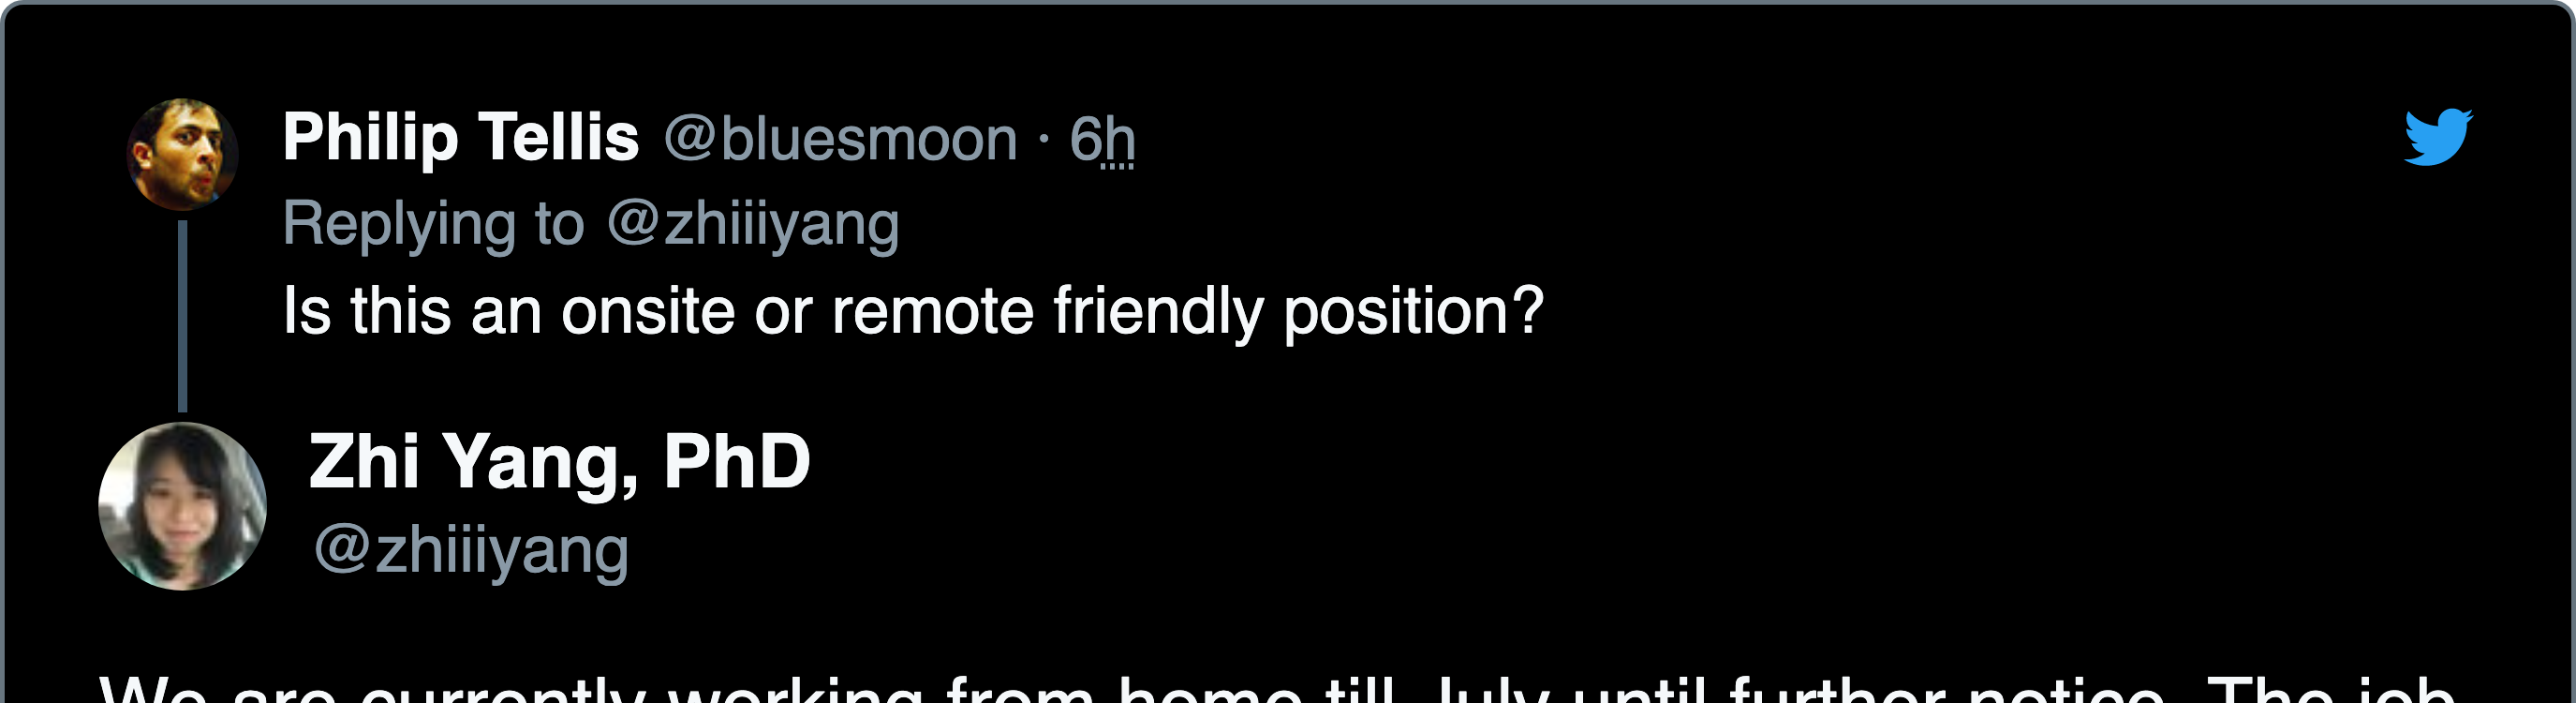 Philip Tellis @bluesmoon · 6h
Replying to @zhiiiyang
Is this an onsite or remote friendly position?
Zhi Yang, PhD
@zhiiiyang
We are currently working from home till July until further notice. The job